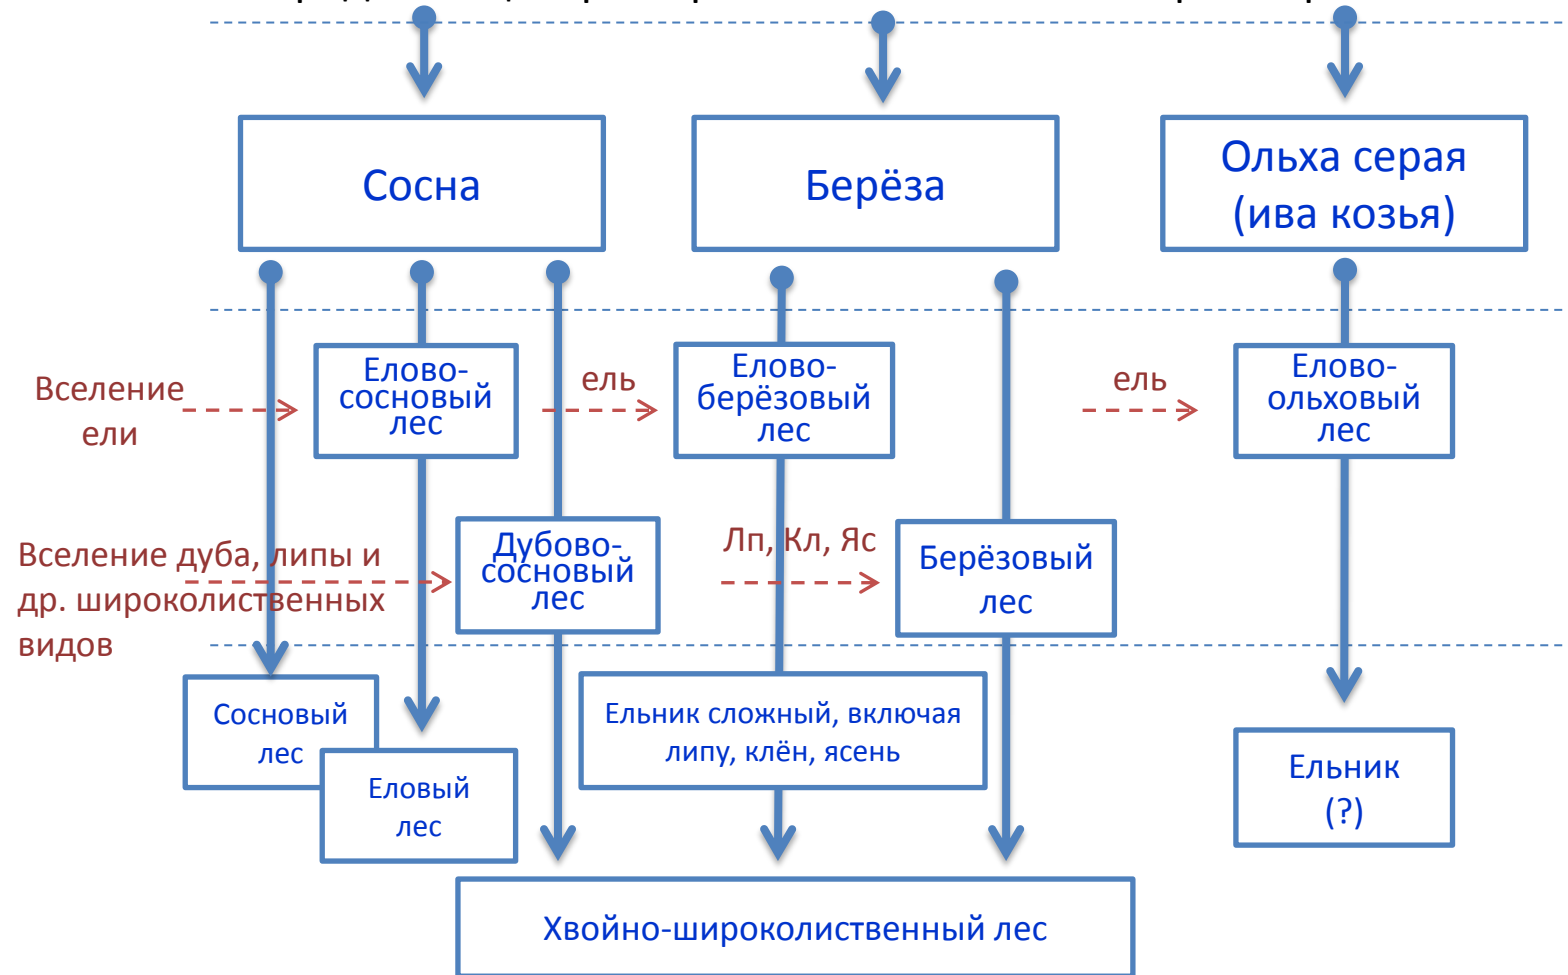 Сосна
Берёза
Ольха серая
(ива козья)
Вселение
ели
Елово-
сосновый
лес
ель
Елово-
берёзовый
лес
ель
Елово-
ольховый
лес
Вселение дуба, липы и
др. широколиственных
видов
Дубово-
сосновый
лес
Лп, Кл, Яс
Берёзовый
лес
Сосновый
лес
Еловый
лес
Ельник сложный, включая
липу, клён, ясень
Ельник
(?)
Хвойно-широколиственный лес